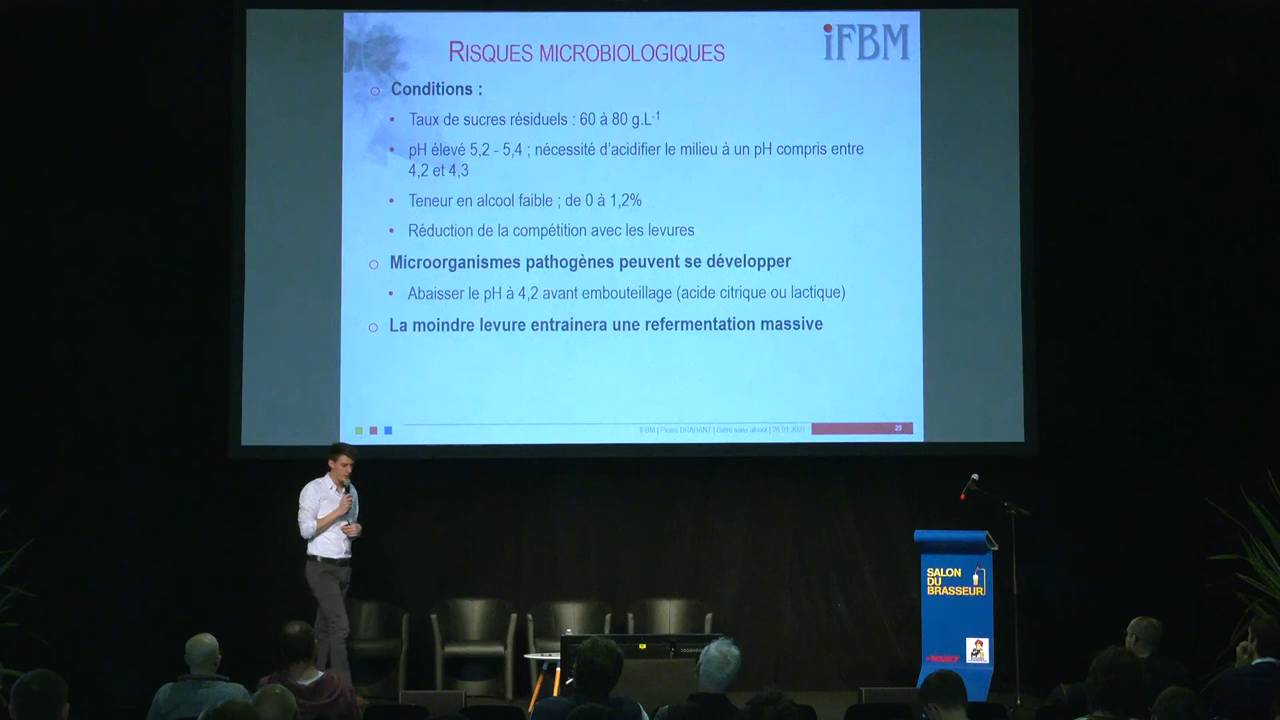 RISQUES MICROBIOLOGIQUES
iFBM
Conditions :
• Taux de sucres résiduels : 60 à 80 g.L-1
• pH élevé 5,2 - 5,4 ; nécessité d'acidifier le milieu à un pH compris entre
4,2 et 4,3
• Teneur en alcool faible ; de 0 à 1,2%
• Réduction de la compétition avec les levures
Microorganismes pathogènes peuvent se développer
• Abaisser le pH à 4,2 avant embouteillage (acide citrique ou lactique)
La moindre levure entrainera une refermentation massive
25
SALON
DU
BRASSEUR